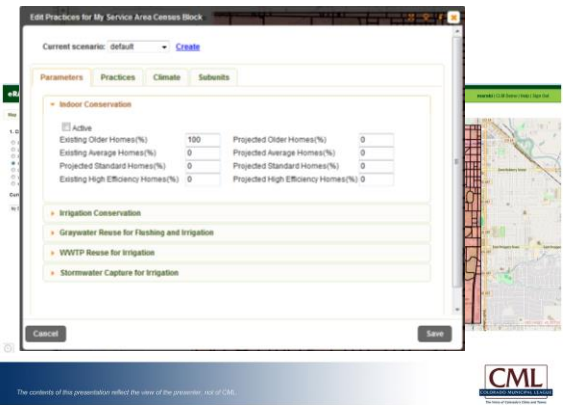 Edit Practices for My Service Area Census Block
Current scenario: default Create
Parameters Practices Climate Subunits
Indoor Conservation
Active
Existing Older Homes(%) 100 Projected Older Homes(%) 0
Existing Average Homes(%) 0 Projected Average Homes(%) 0
Projected Standard Homes(%) 0 Projected Standard Homes(%) 0
Existing High Efficiency Homes(%) 0 Projected High Efficiency Homes(%) 0
Irrigation Conservation
Graywater Reuse for Flushing and Irrigation
WWTP Reuse for Irrigation
Stormwater Capture for Irrigation
Cancel Save
The contents of this presentation reflect the view of the presenter, not of CML.
CML
COLORADO MUNICIPAL LEAGUE